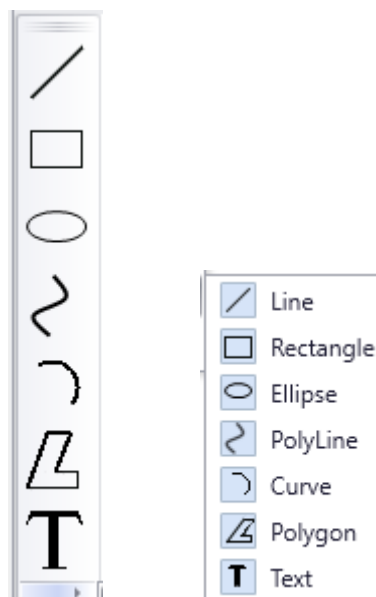 T
Line
Rectangle
Ellipse
PolyLine
Curve
Polygon
T Text